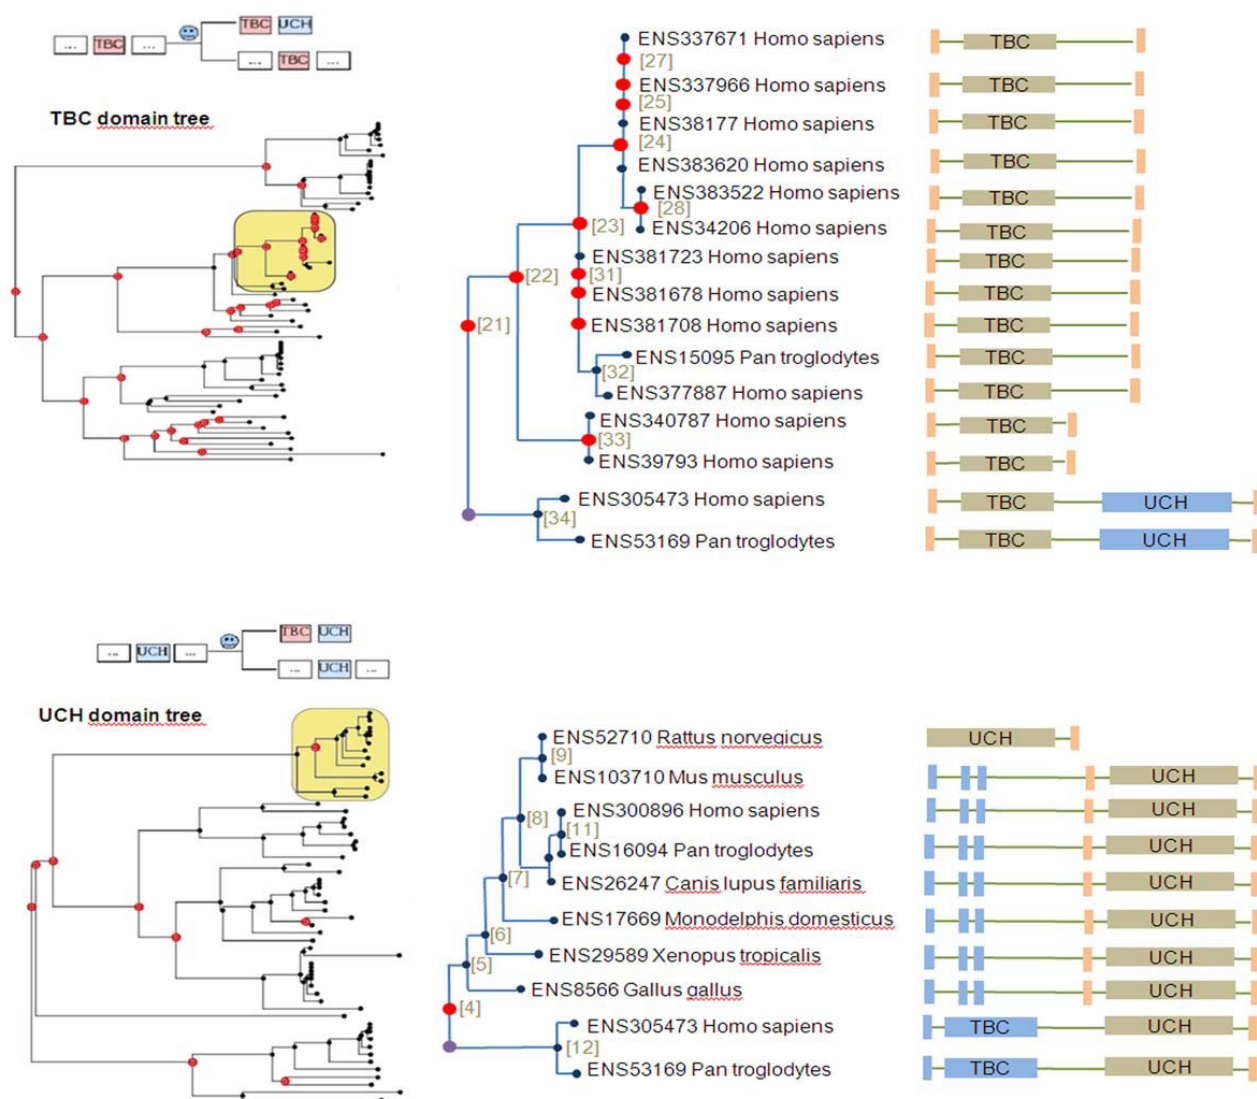 TBC UCH
... TBC ...
... TBC ...
TBC domain tree
ENS337671 Homo sapiens TBC
[27]
ENS337966 Homo sapiens TBC
[25]
ENS38177 Homo sapiens TBC
[24]
ENS383620 Homo sapiens TBC
ENS383522 Homo sapiens TBC
[28]
ENS34206 Homo sapiens TBC
[23]
ENS381723 Homo sapiens TBC
[22] [31]
ENS381678 Homo sapiens TBC
[21]
ENS381708 Homo sapiens TBC
ENS15095 Pan troglodytes TBC
[32]
ENS377887 Homo sapiens TBC
ENS340787 Homo sapiens TBC
[33]
ENS39793 Homo sapiens TBC
ENS305473 Homo sapiens TBC UCH
[34]
ENS53169 Pan troglodytes TBC UCH
TBC UCH
... UCH ...
... UCH ...
UCH domain tree
ENS52710 Rattus norvegicus UCH
[9]
ENS103710 Mus musculus UCH
ENS300896 Homo sapiens UCH
[8] [11]
ENS16094 Pan troglodytes UCH
[7]
ENS26247 Canis lupus familiaris UCH
ENS17669 Monodelphis domesticus UCH
[6]
ENS29589 Xenopus tropicalis UCH
[5]
ENS8566 Gallus gallus UCH
[4]
ENS305473 Homo sapiens TBC UCH
[12]
ENS53169 Pan troglodytes TBC UCH